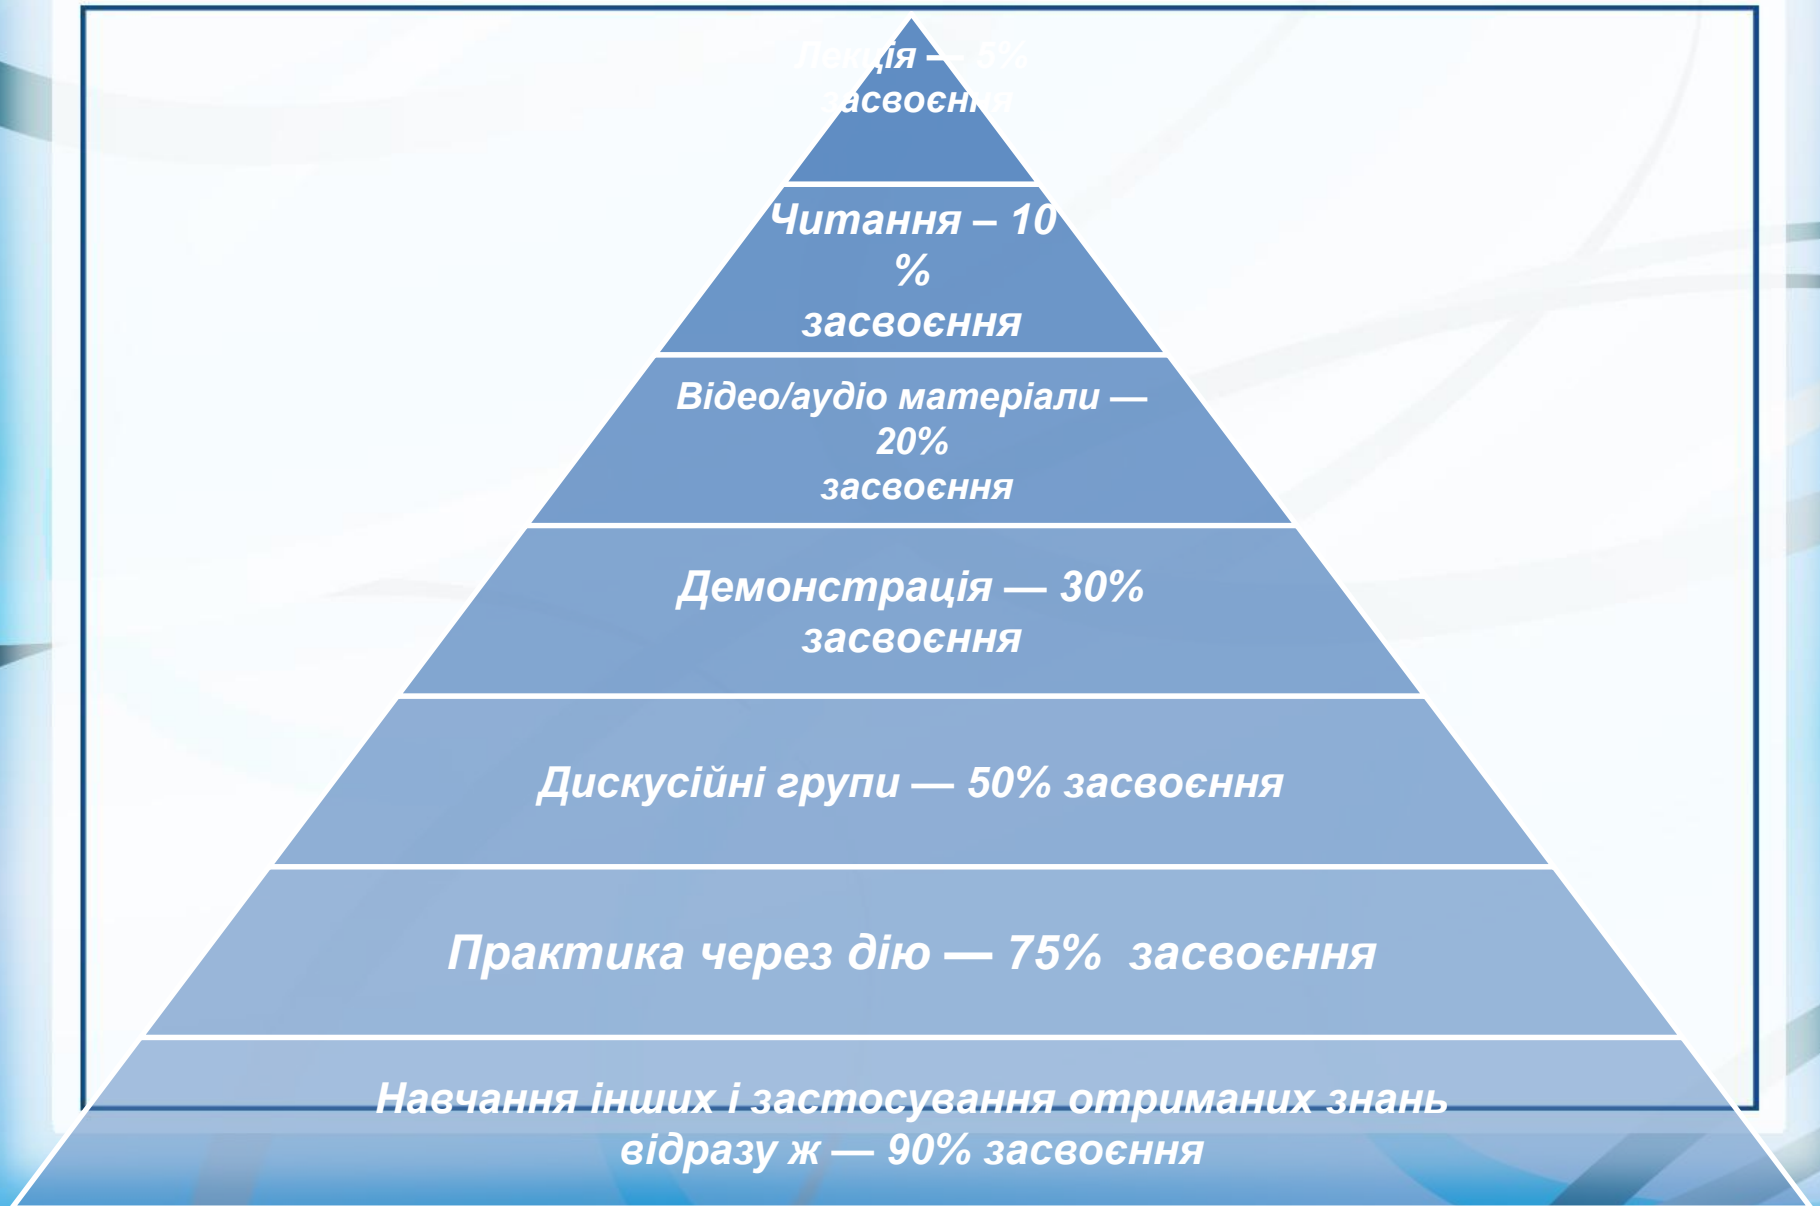 Лекція — 5%
засвоєння
Читання – 10
%
засвоєння
Відео/аудіо матеріали —
20%
засвоєння
Демонстрація — 30%
засвоєння
Дискусійні групи — 50% засвоєння
Практика через дію — 75% засвоєння
Навчання інших і застосування отриманих знань
відразу ж — 90% засвоєння